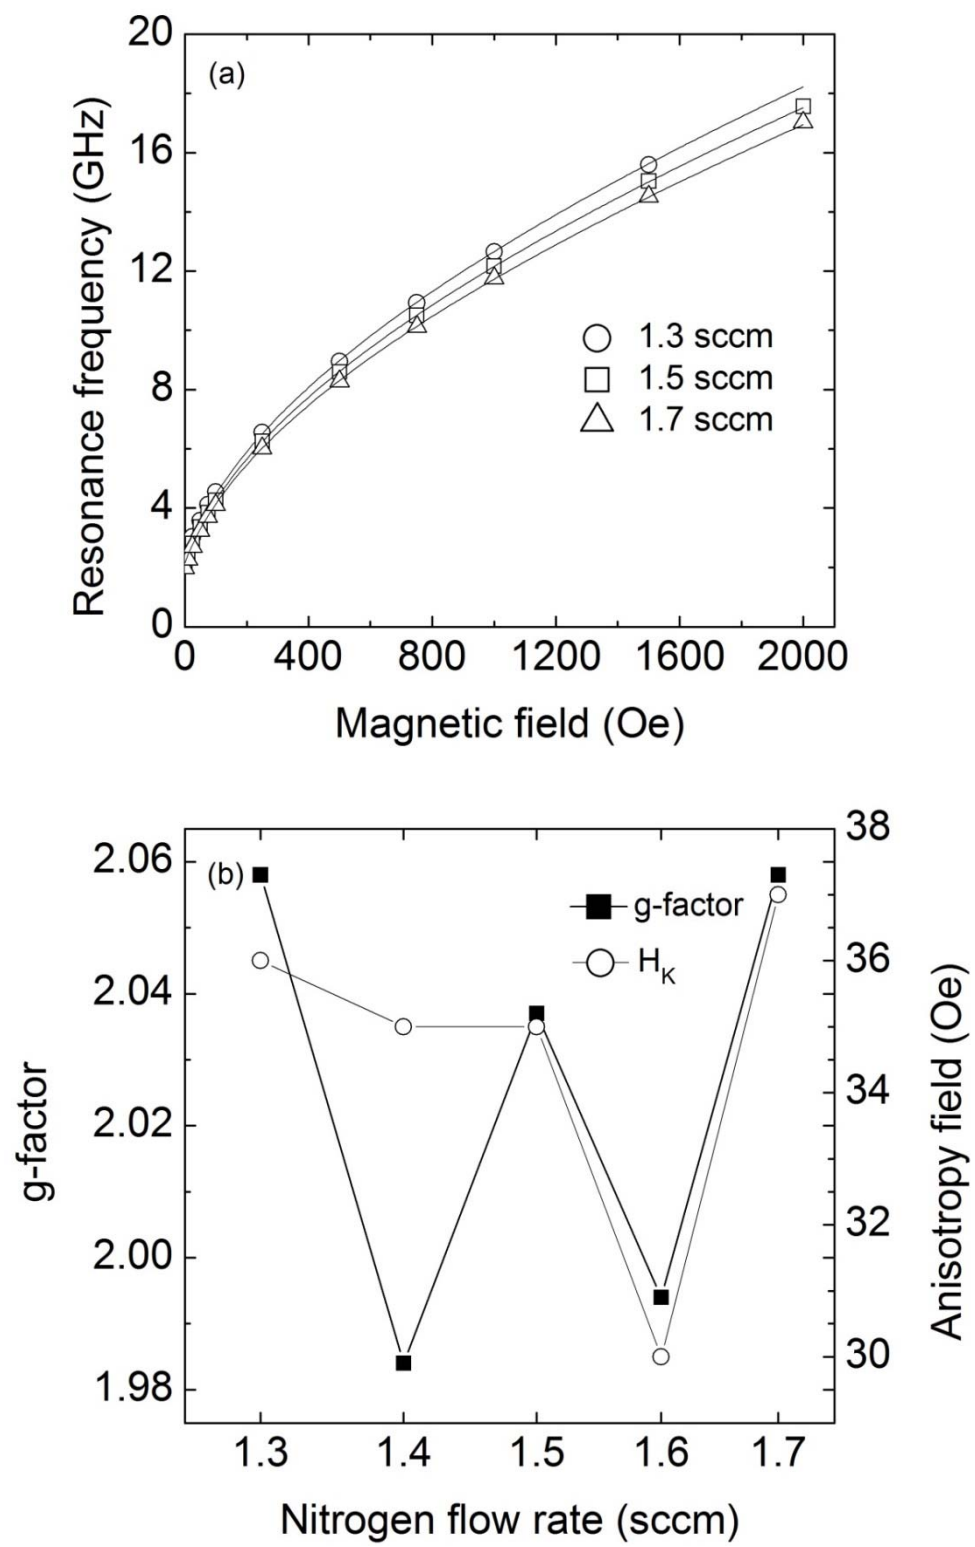 (a)
20
16
12
8
4
0
Resonance frequency (GHz)
1.3 sccm
1.5 sccm
1.7 sccm
0 400 800 1200 1600 2000
Magnetic field (Oe)
(b)
2.06
2.04
2.02
2.00
1.98
g-factor
g-factor
H_K
38
36
34
32
30
Anisotropy field (Oe)
1.3 1.4 1.5 1.6 1.7
Nitrogen flow rate (sccm)